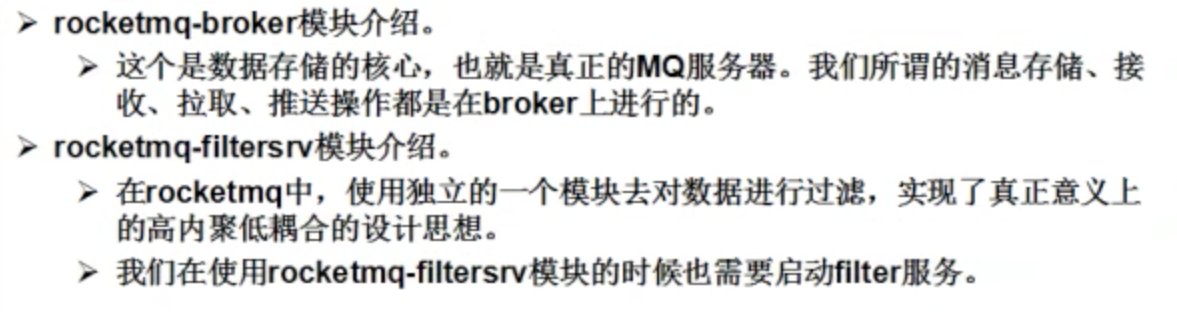 ➢ rocketmq-broker模块介绍。
➢ 这个是数据存储的核心，也就是真正的MQ服务器。我们所谓的消息存储、接
收、拉取、推送操作都是在broker上进行的。
➢ rocketmq-filtersrv模块介绍。
➢ 在rocketmq中，使用独立的一个模块去对数据进行过滤，实现了真正意义上
的高内聚低耦合的设计思想。
➢ 我们在使用rocketmq-filtersrv模块的时候也需要启动filter服务。